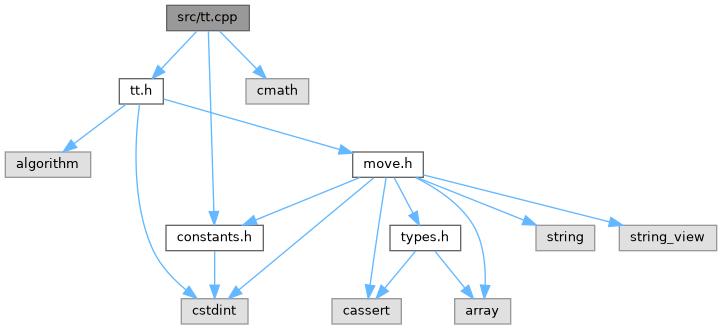 src/tt.cpp
tt.h
cmath
algorithm
move.h
constants.h
types.h
string
string_view
cstdint
cassert
array